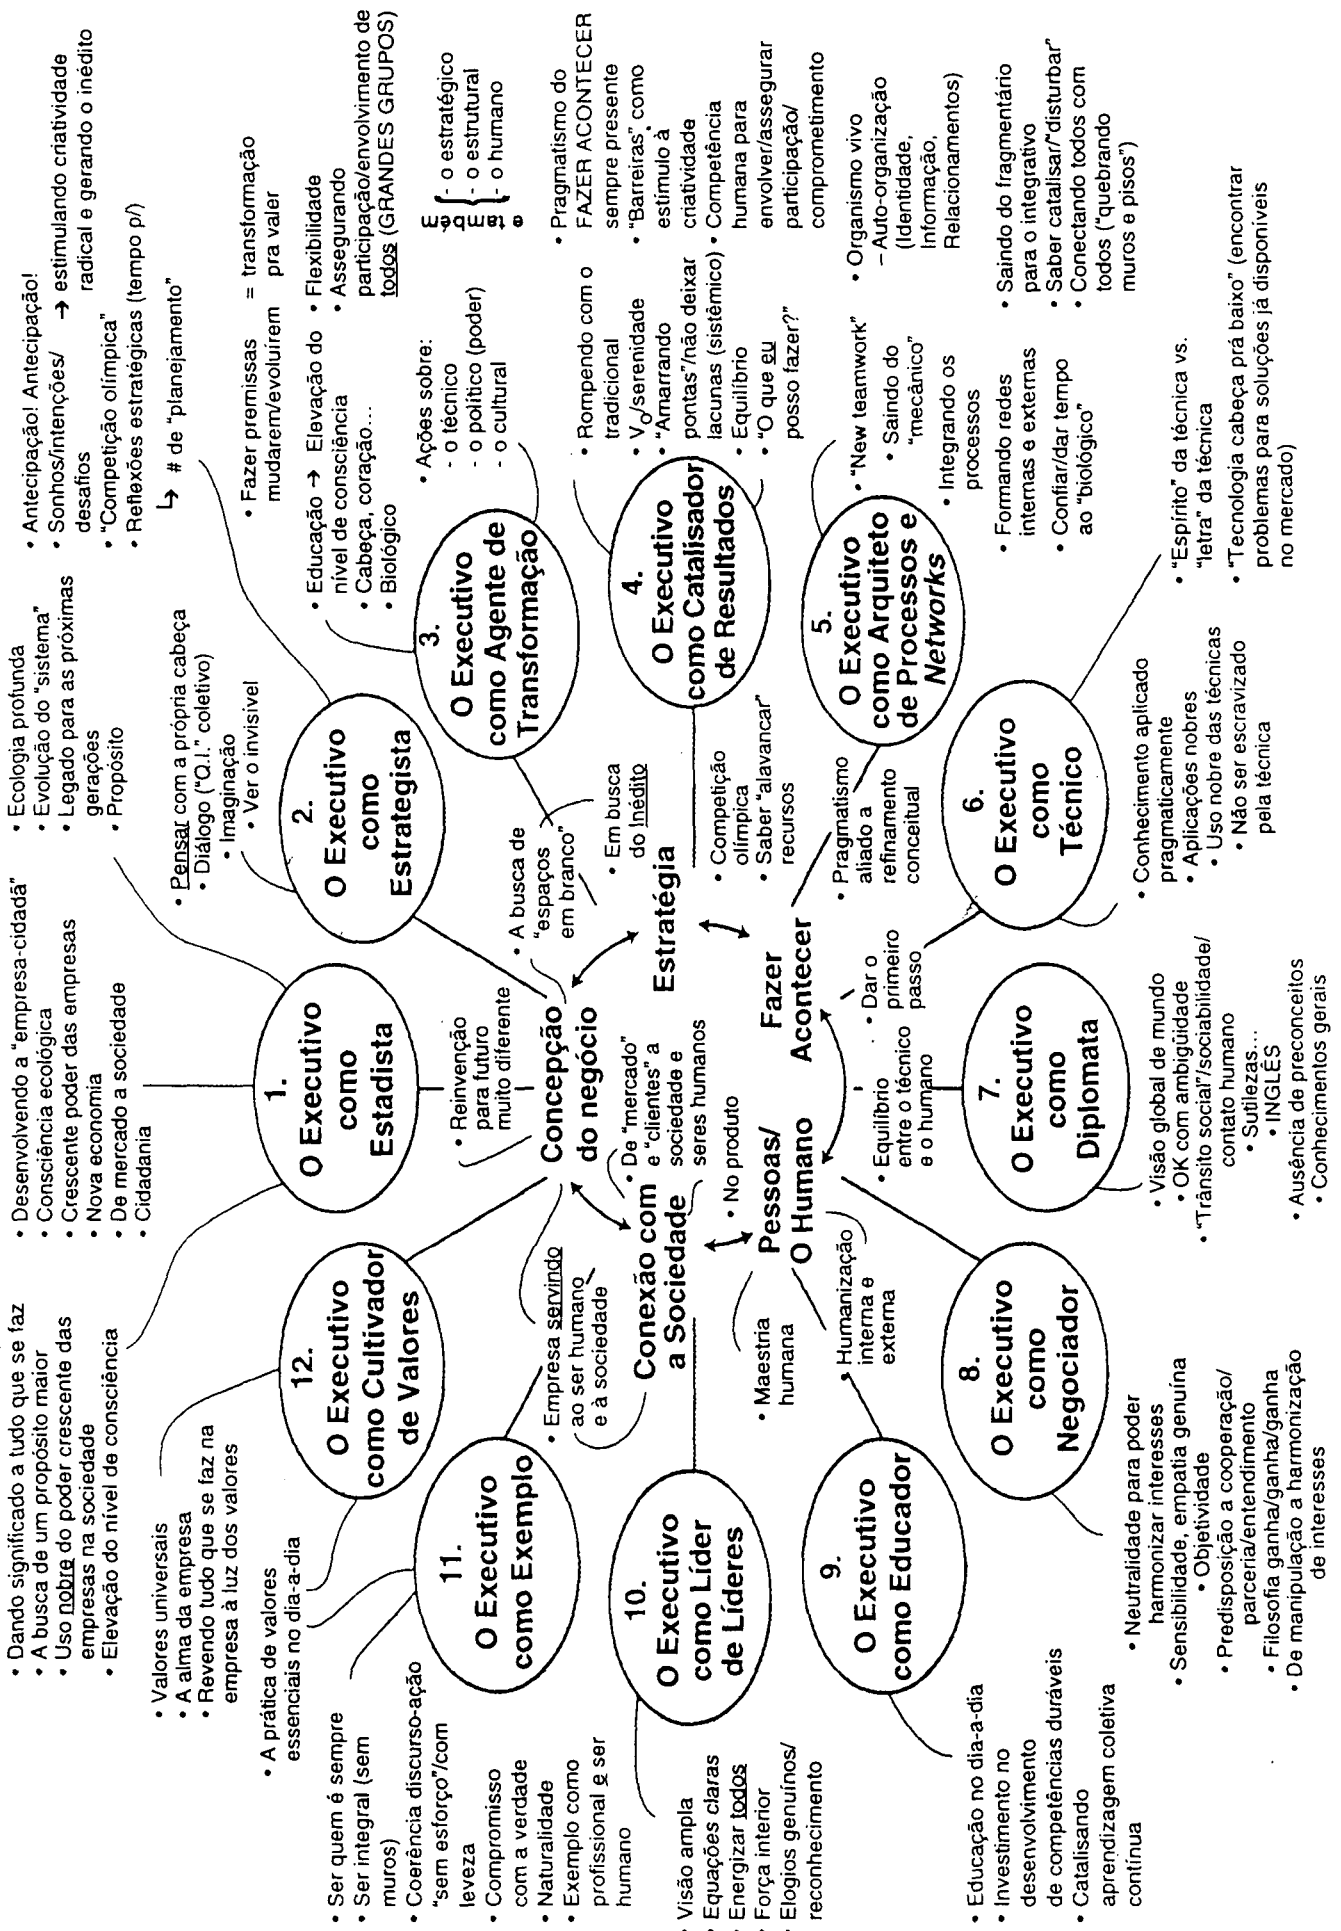 • Dando significado a tudo que se faz
• A busca de um propósito maior
• Uso nobre do poder crescente das
empresas na sociedade
• Elevação do nível de consciência
• Desenvolvendo a "empresa-cidadã"
• Consciência ecológica
• Crescente poder das empresas
• Nova economia
• De mercado a sociedade
• Cidadania
• Ecologia profunda
• Evolução do "sistema"
• Legado para as próximas
gerações
• Propósito
• Antecipação! Antecipação!
• Sonhos/intenções/ → estimulando criatividade
desafios radical e gerando o inédito
• "Competição olímpica"
• Reflexões estratégicas (tempo p/)
↳ # de "planejamento"
1.
O Executivo
como
Estadista
• Pensar com a própria cabeça
• Diálogo ("Q.I." coletivo)
• Imaginação
• Ver o invisível
2.
O Executivo
como
Estrategista
• Fazer premissas = transformação
mudarem/evoluírem pra valer
• Educação → Elevação do
nível de consciência
• Cabeça, coração...
• Biológico
• Flexibilidade
• Assegurando
participação/envolvimento de
todos (GRANDES GRUPOS)
3.
O Executivo
como Agente de
Transformação
• Ações sobre:
- o técnico
- o político (poder)
- o cultural
e também
- o estratégico
- o estrutural
- o humano
4.
O Executivo
como Catalisador
de Resultados
• Rompendo com o
tradicional
• Vo/serenidade
• "Amarrando
pontas"/não deixar
lacunas (sistêmico)
• Equilíbrio
• "O que eu
posso fazer?"
• Pragmatismo do
FAZER ACONTECER
sempre presente
• "Barreiras" como
estímulo à
criatividade
• Competência
humana para
envolver/assegurar
participação/
comprometimento
5.
O Executivo
como Arquiteto
de Processos e
Networks
• "New teamwork"
• Saindo do
"mecânico"
• Integrando os
processos
• Formando redes
internas e externas
• Confiar/dar tempo
ao "biológico"
• Organismo vivo
– Auto-organização
(Identidade,
Informação,
Relacionamentos)
• Saindo do fragmentário
para o integrativo
• Saber catalisar/"disturbar"
• Conectando todos com
todos ("quebrando
muros e pisos")
6.
O Executivo
como
Técnico
• Conhecimento aplicado
pragmaticamente
• Aplicações nobres
• Uso nobre das técnicas
• Não ser escravizado
pela técnica
• "Espírito" da técnica vs.
"letra" da técnica
• "Tecnologia cabeça prá baixo" (encontrar
problemas para soluções já disponíveis
no mercado)
7.
O Executivo
como
Diplomata
• Visão global de mundo
• OK com ambigüidade
• "Trânsito social"/sociabilidade/
contato humano
• Sutilezas...
• INGLÊS
• Ausência de preconceitos
• Conhecimentos gerais
8.
O Executivo
como
Negociador
• Neutralidade para poder
harmonizar interesses
• Sensibilidade, empatia genuína
• Objetividade
• Predisposição a cooperação/
parceria/entendimento
• Filosofia ganha/ganha/ganha
• De manipulação a harmonização
de interesses
9.
O Executivo
como Educador
• Educação no dia-a-dia
• Investimento no
desenvolvimento
de competências duráveis
• Catalisando
aprendizagem coletiva
contínua
10.
O Executivo
como Líder
de Líderes
• Visão ampla
• Equações claras
• Energizar todos
• Força interior
• Elogios genuínos/
reconhecimento
11.
O Executivo
como Exemplo
• Ser quem é sempre
• Ser integral (sem
muros)
• Coerência discurso-ação
"sem esforço"/com
leveza
• Compromisso
com a verdade
• Naturalidade
• Exemplo como
profissional e ser
humano
• A prática de valores
essenciais no dia-a-dia
12.
O Executivo
como Cultivador
de Valores
• Valores universais
• A alma da empresa
• Revendo tudo que se faz na
empresa à luz dos valores
Concepção
do negócio
• Reinvenção
para futuro
muito diferente
• A busca de
"espaços
em branco"
Estratégia
• Em busca
do Inédito
• Competição
olímpica
• Saber "alavancar"
recursos
Fazer
Acontecer
• Pragmatismo
aliado a
refinamento
conceitual
• Dar o
primeiro
passo
• Equilíbrio
entre o técnico
e o humano
Pessoas/
O Humano
• Humanização
interna e
externa
• Maestria
humana
Conexão com
a Sociedade
• Empresa servindo
ao ser humano
e à sociedade
• De "mercado"
e "clientes" a
sociedade e
seres humanos
• No produto